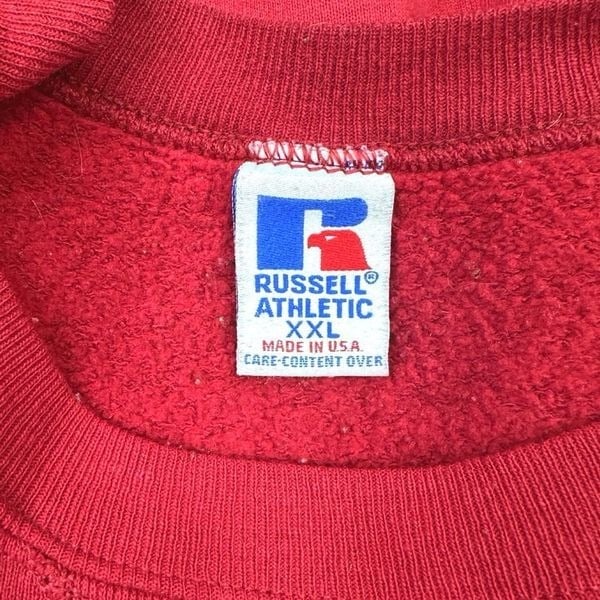 RUSSELL®
ATHLETIC
XXL
MADE IN U.S.A.
CARE-CONTENT OVER